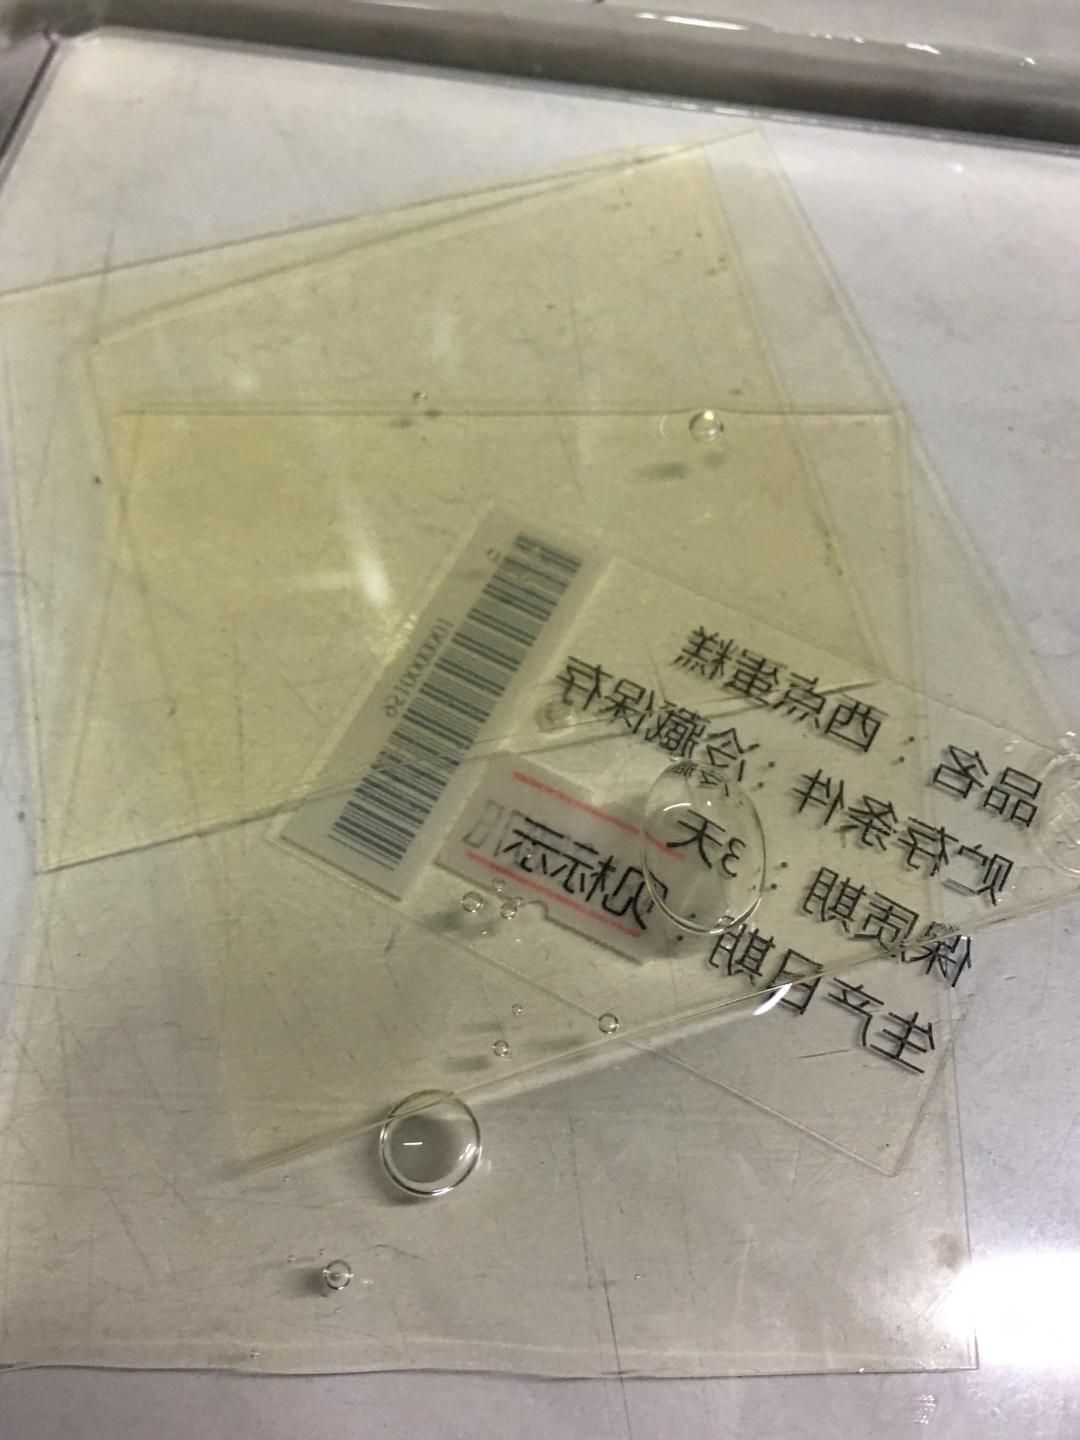 品名：西点蛋糕
贮存条件：冷藏保存
保质期：3天
生产日期：见标示